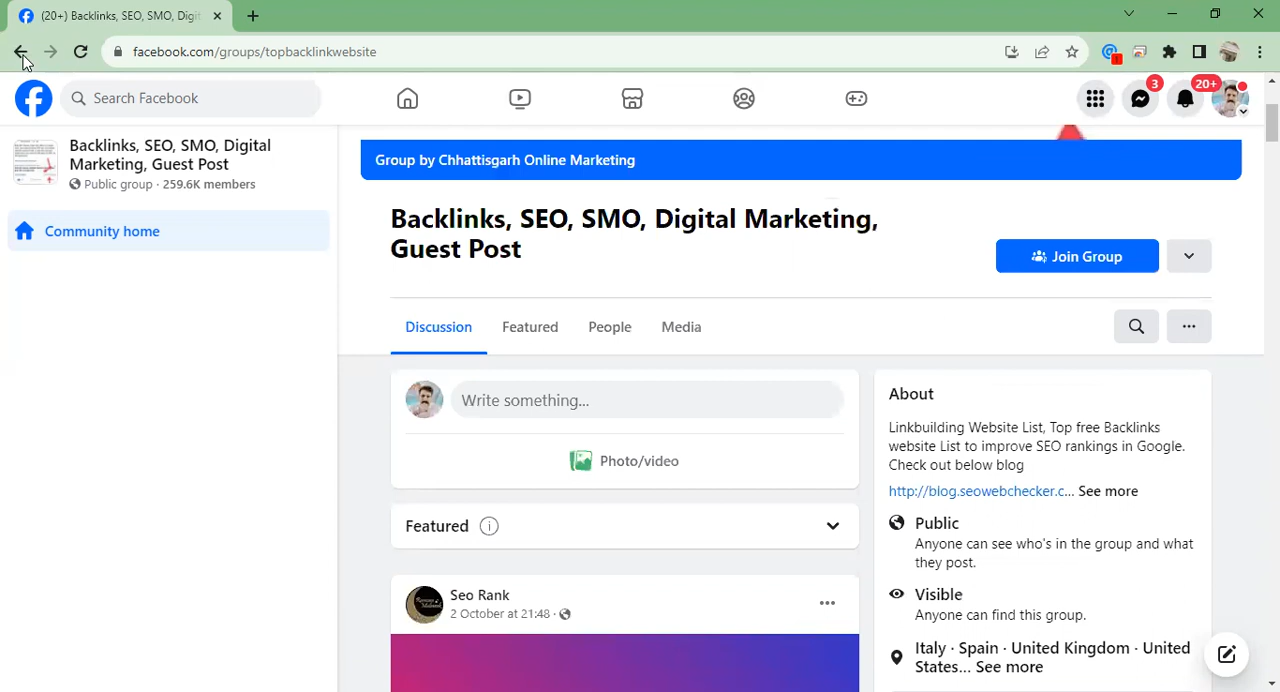 (20+) Backlinks, SEO, SMO, Digit
facebook.com/groups/topbacklinkwebsite
Search Facebook
3
20+
Backlinks, SEO, SMO, Digital
Marketing, Guest Post
Public group · 259.6K members
Community home
Group by Chhattisgarh Online Marketing
Backlinks, SEO, SMO, Digital Marketing,
Guest Post
Join Group
Discussion
Featured
People
Media
Write something...
Photo/video
Featured
Seo Rank
2 October at 21:48 ·
About
Linkbuilding Website List, Top free Backlinks
website List to improve SEO rankings in Google.
Check out below blog
http://blog.seowebchecker.c... See more
Public
Anyone can see who's in the group and what
they post.
Visible
Anyone can find this group.
Italy · Spain · United Kingdom · United
States... See more